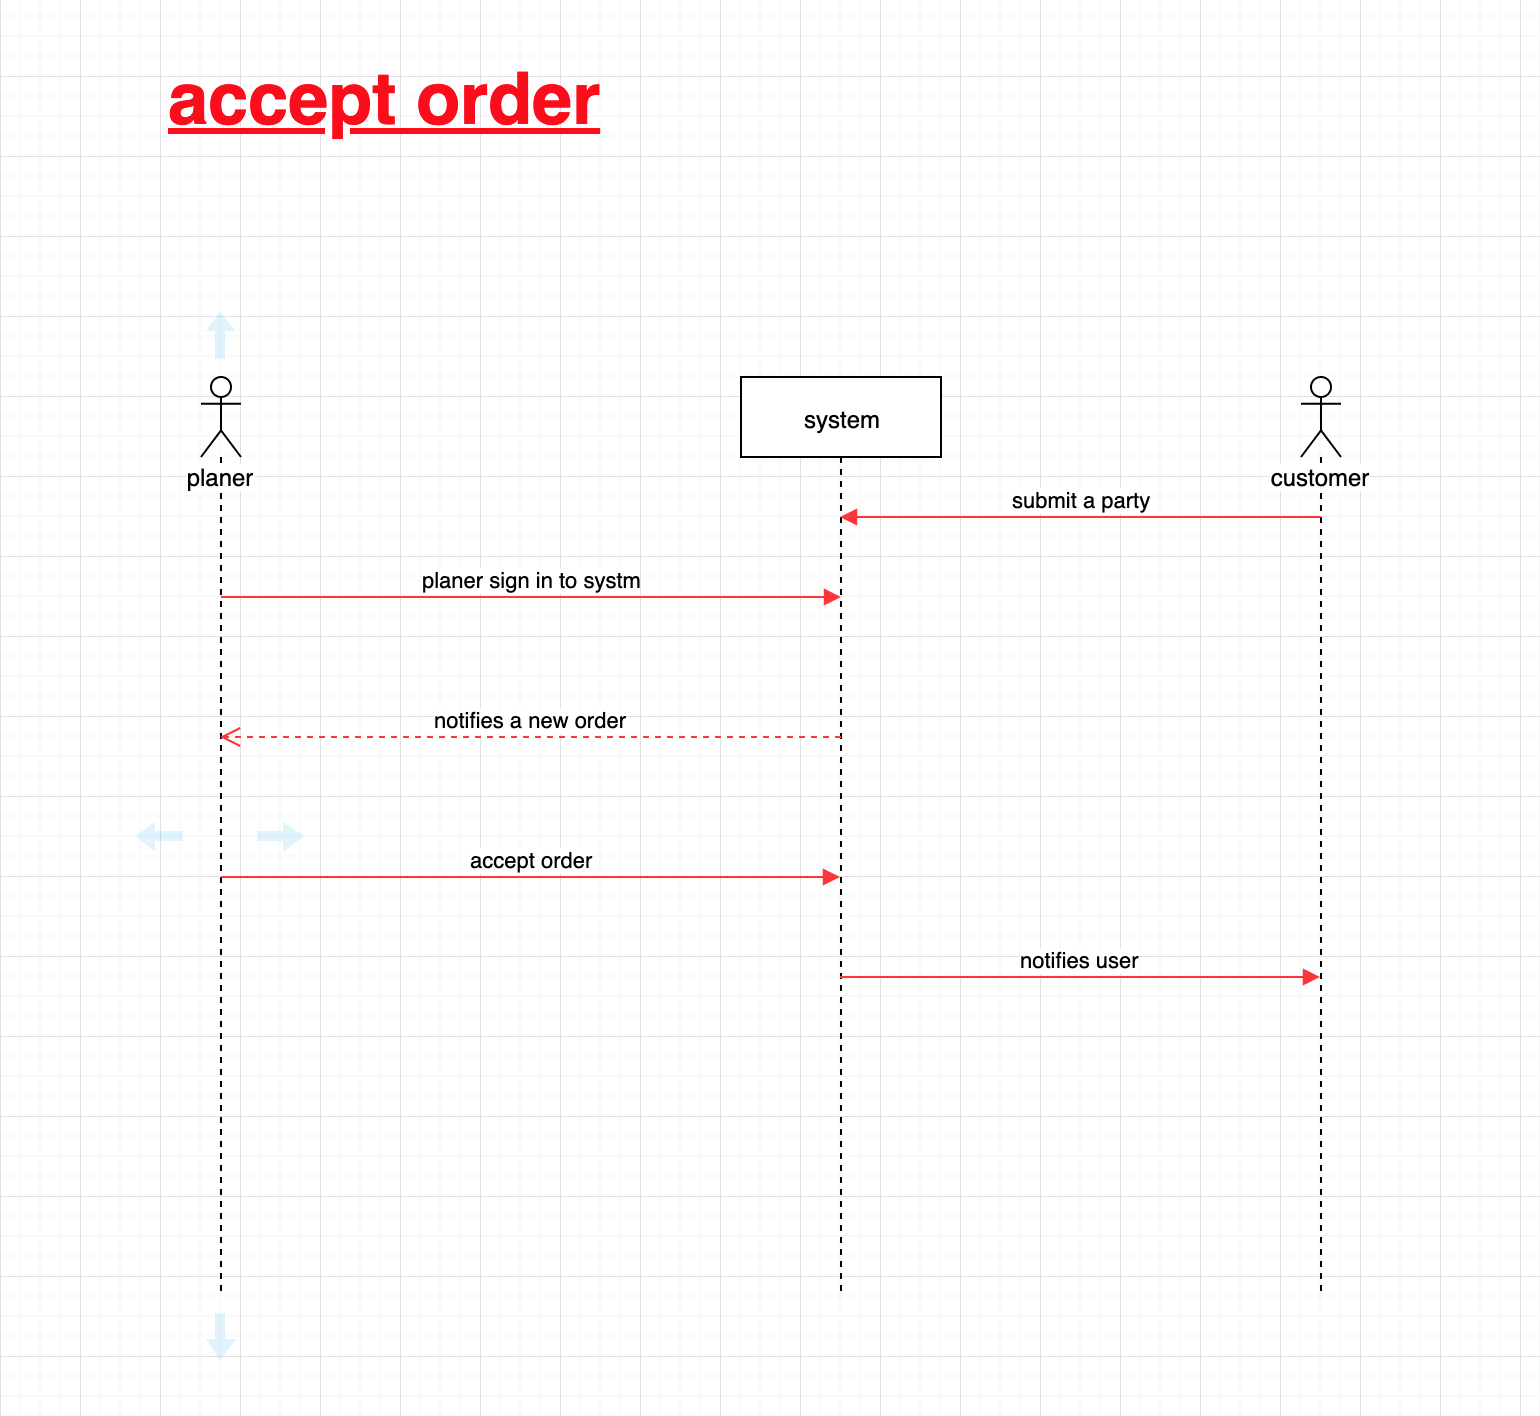 accept order
planer
system
customer
submit a party
planer sign in to systm
notifies a new order
accept order
notifies user